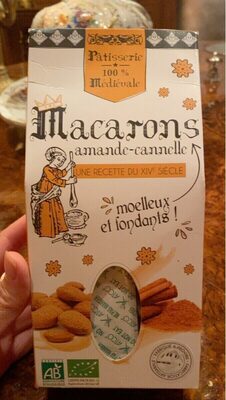 Pâtisserie
100 %
Médiévale
Macarons
amande-cannelle
UNE RECETTE DU XIVᵉ SIÈCLE
moelleux
et fondants !
AB